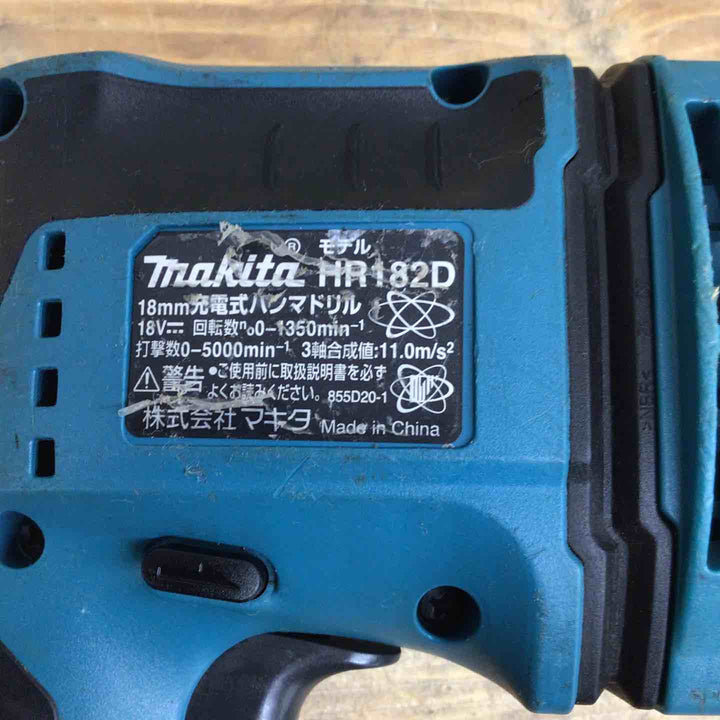 ® モデル
makita HR182D
18mm充電式ハンマドリル
18V⎓ 回転数n₀0-1350min⁻¹
打撃数0-5000min⁻¹ 3軸合成値:11.0m/s²
警告 •ご使用前に取扱説明書を必ず
よくお読みください。 855D20-1
株式会社マキタ Made in China